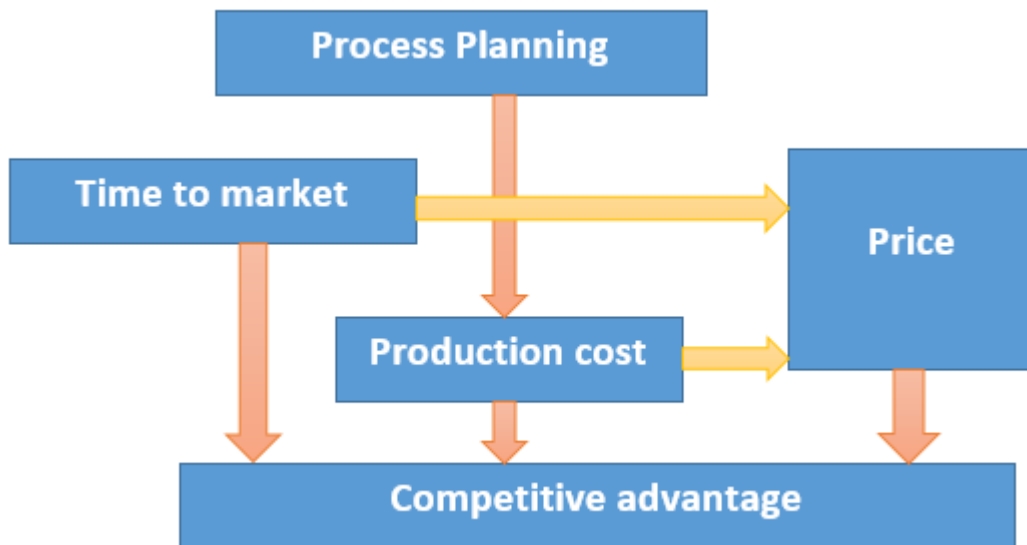 Process Planning
Time to market
Price
Production cost
Competitive advantage